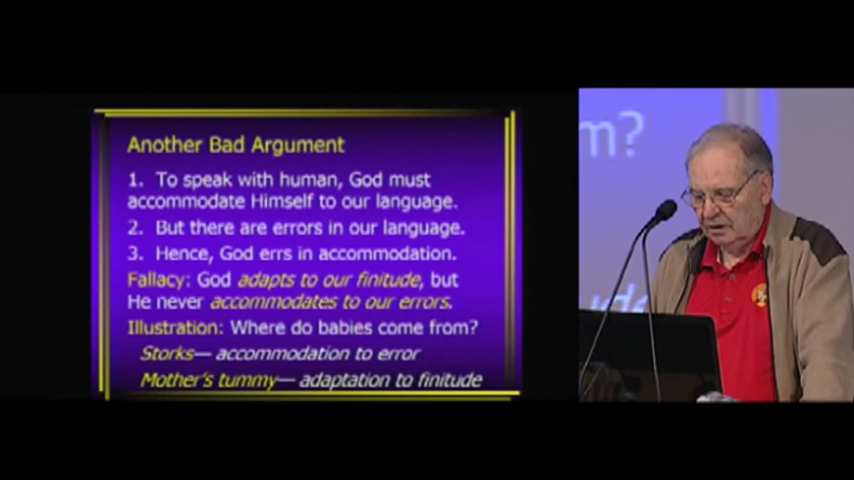 Another Bad Argument
1. To speak with human, God must
accommodate Himself to our language.
2. But there are errors in our language.
3. Hence, God errs in accommodation.
Fallacy: God adapts to our finitude, but
He never accommodates to our errors.
Illustration: Where do babies come from?
Storks— accommodation to error
Mother's tummy— adaptation to finitude
m?
ude